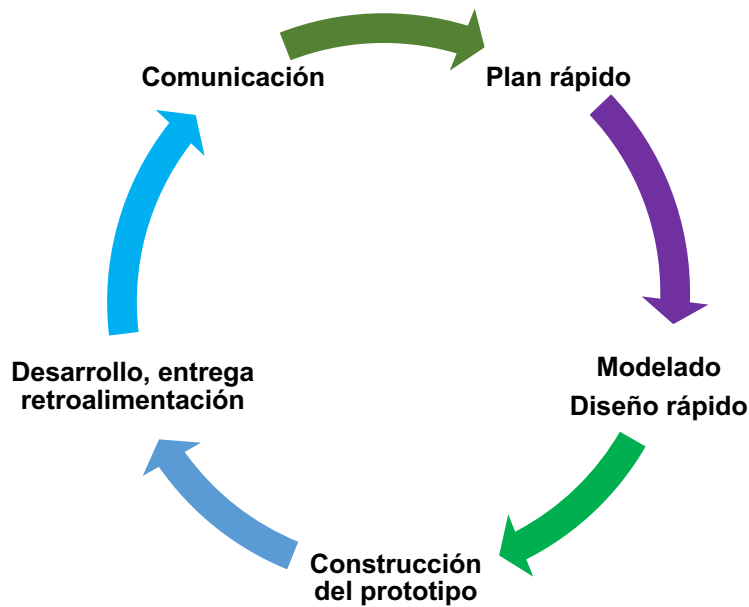 Comunicación
Plan rápido
Modelado
Diseño rápido
Construcción
del prototipo
Desarrollo, entrega
retroalimentación